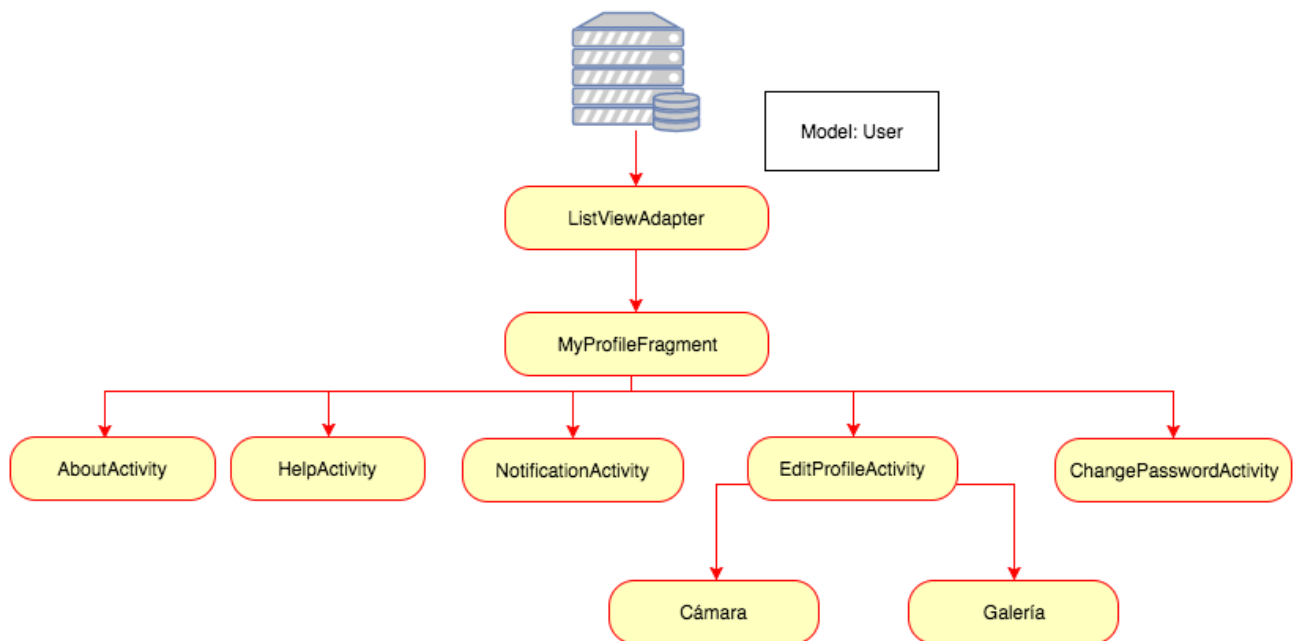 Model: User
ListViewAdapter
MyProfileFragment
AboutActivity
HelpActivity
NotificationActivity
EditProfileActivity
ChangePasswordActivity
Cámara
Galería